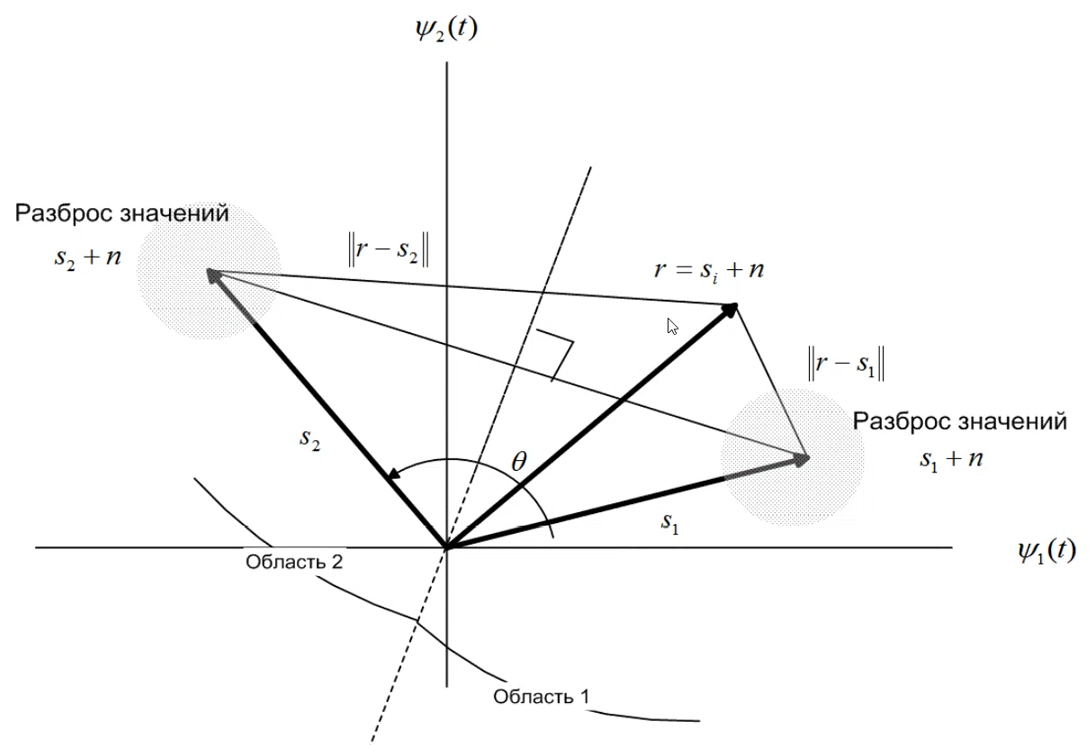 ψ₂(t)
Разброс значений
s₂ + n
‖r − s₂‖
r = sᵢ + n
‖r − s₁‖
Разброс значений
s₁ + n
s₂
θ
s₁
Область 2
ψ₁(t)
Область 1